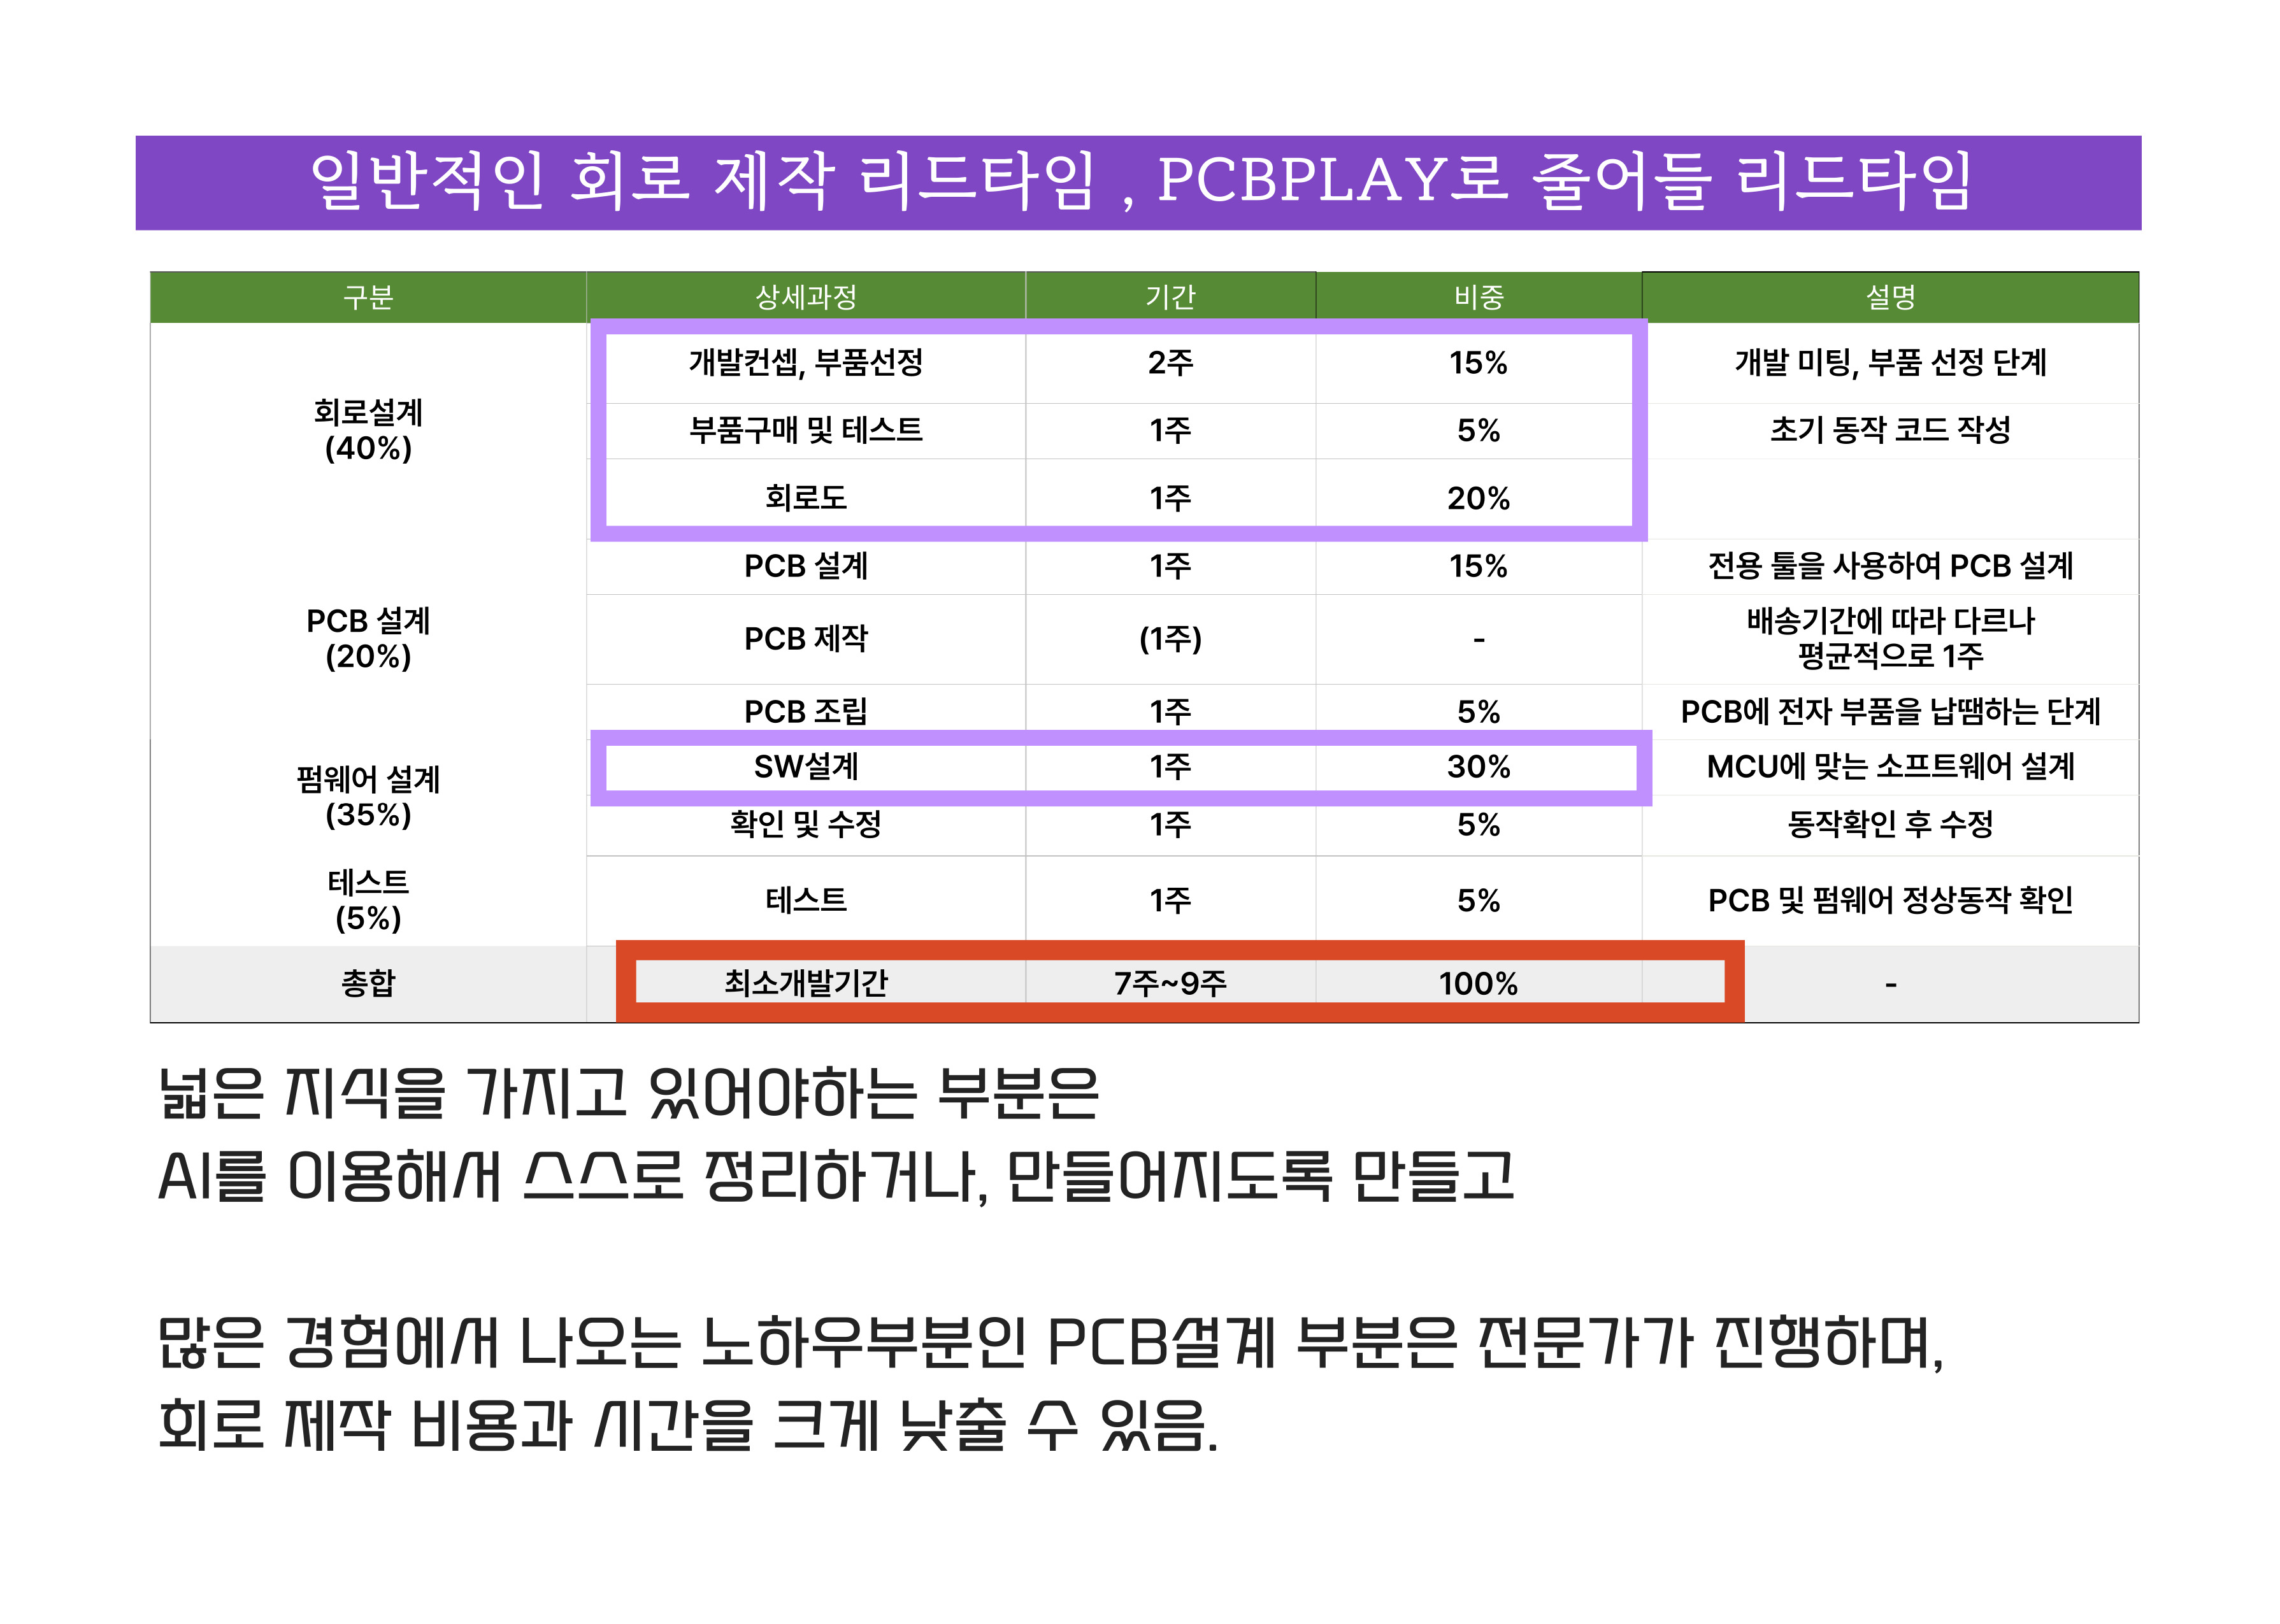 일반적인 회로 제작 리드타임 , PCBPLAY로 줄어들 리드타임
구분 상세과정 기간 비중 설명
회로설계
(40%)
개발컨셉, 부품선정 2주 15% 개발 미팅, 부품 선정 단계
부품구매 및 테스트 1주 5% 초기 동작 코드 작성
회로도 1주 20%
PCB 설계
(20%)
PCB 설계 1주 15% 전용 툴을 사용하여 PCB 설계
PCB 제작 (1주) - 배송기간에 따라 다르나
평균적으로 1주
PCB 조립 1주 5% PCB에 전자 부품을 납땜하는 단계
펌웨어 설계
(35%)
SW설계 1주 30% MCU에 맞는 소프트웨어 설계
확인 및 수정 1주 5% 동작확인 후 수정
테스트
(5%)
테스트 1주 5% PCB 및 펌웨어 정상동작 확인
총합 최소개발기간 7주~9주 100% -
넓은 지식을 가지고 있어야하는 부분은
AI를 이용해서 스스로 정리하거나, 만들어지도록 만들고
많은 경험에서 나오는 노하우부분인 PCB설계 부분은 전문가가 진행하며,
회로 제작 비용과 시간을 크게 낮출 수 있음.